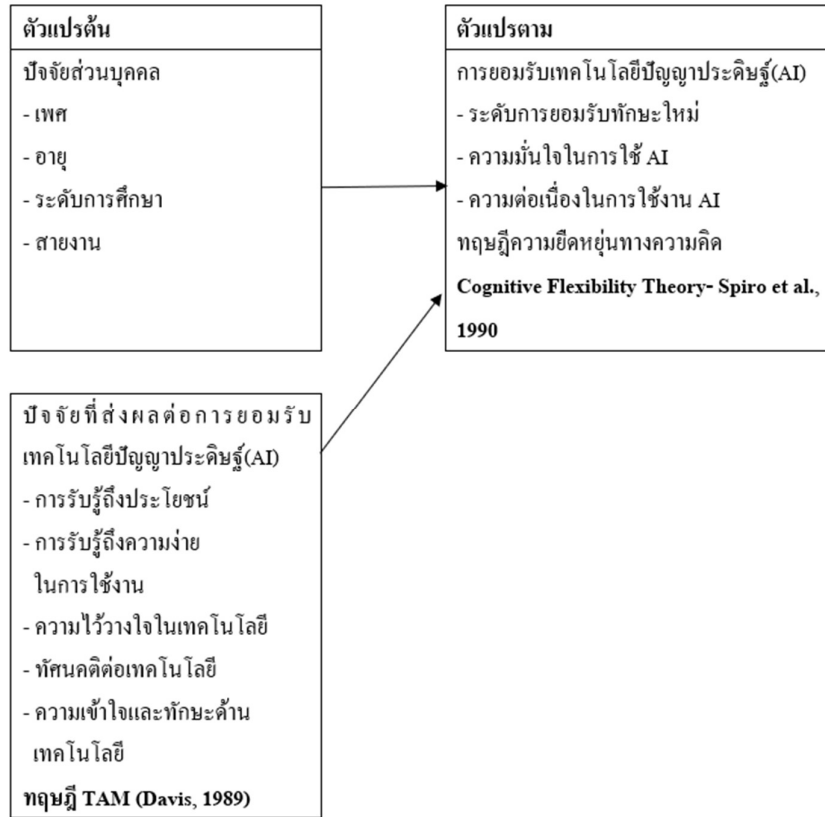 ตัวแปรต้น
ปัจจัยส่วนบุคคล
- เพศ
- อายุ
- ระดับการศึกษา
- สายงาน
ตัวแปรตาม
การยอมรับเทคโนโลยีปัญญาประดิษฐ์(AI)
- ระดับการยอมรับทักษะใหม่
- ความมั่นใจในการใช้ AI
- ความต่อเนื่องในการใช้งาน AI
ทฤษฎีความยืดหยุ่นทางความคิด
Cognitive Flexibility Theory- Spiro et al.,
1990
ปัจจัยที่ส่งผลต่อการยอมรับ
เทคโนโลยีปัญญาประดิษฐ์(AI)
- การรับรู้ถึงประโยชน์
- การรับรู้ถึงความง่าย
ในการใช้งาน
- ความไว้วางใจในเทคโนโลยี
- ทัศนคติต่อเทคโนโลยี
- ความเข้าใจและทักษะด้าน
เทคโนโลยี
ทฤษฎี TAM (Davis, 1989)